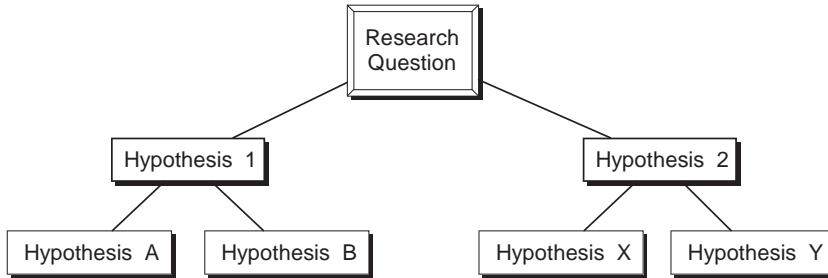 Research
Question
Hypothesis 1
Hypothesis 2
Hypothesis A
Hypothesis B
Hypothesis X
Hypothesis Y